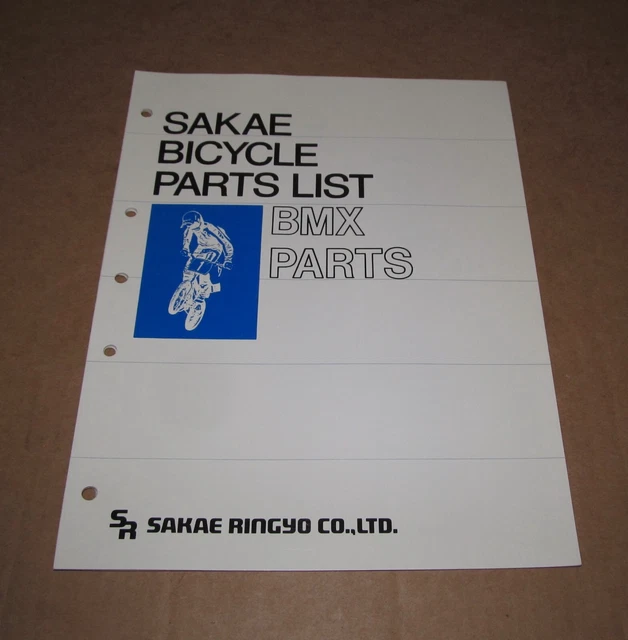 SAKAE
BICYCLE
PARTS LIST
BMX
PARTS
SR SAKAE RINGYO CO.,LTD.